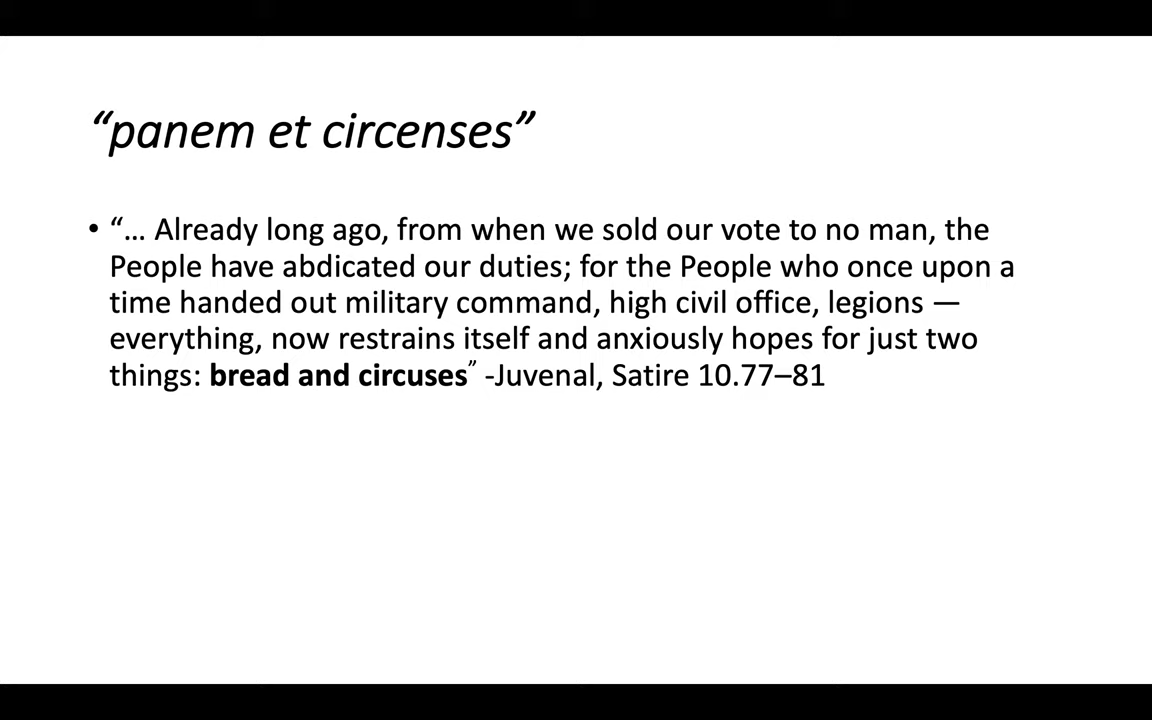 “panem et circenses”
• “… Already long ago, from when we sold our vote to no man, the
People have abdicated our duties; for the People who once upon a
time handed out military command, high civil office, legions —
everything, now restrains itself and anxiously hopes for just two
things: bread and circuses” -Juvenal, Satire 10.77–81